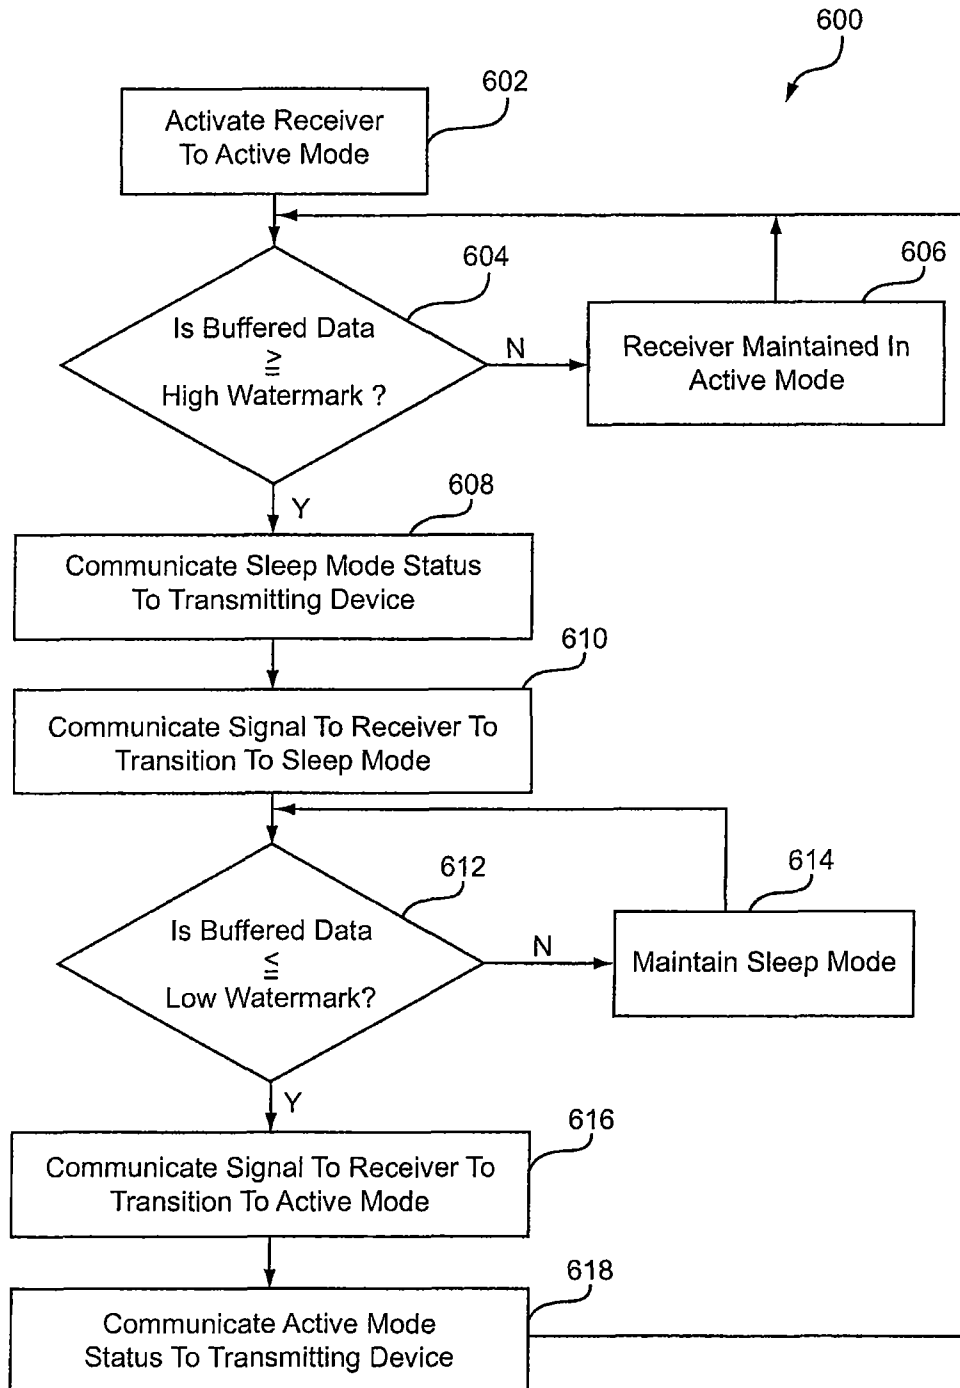 600
602
Activate Receiver
To Active Mode
604
606
Is Buffered Data
≧
High Watermark ?
N
Receiver Maintained In
Active Mode
Y
608
Communicate Sleep Mode Status
To Transmitting Device
610
Communicate Signal To Receiver To
Transition To Sleep Mode
612
614
Is Buffered Data
≦
Low Watermark?
N
Maintain Sleep Mode
Y
616
Communicate Signal To Receiver To
Transition To Active Mode
618
Communicate Active Mode
Status To Transmitting Device